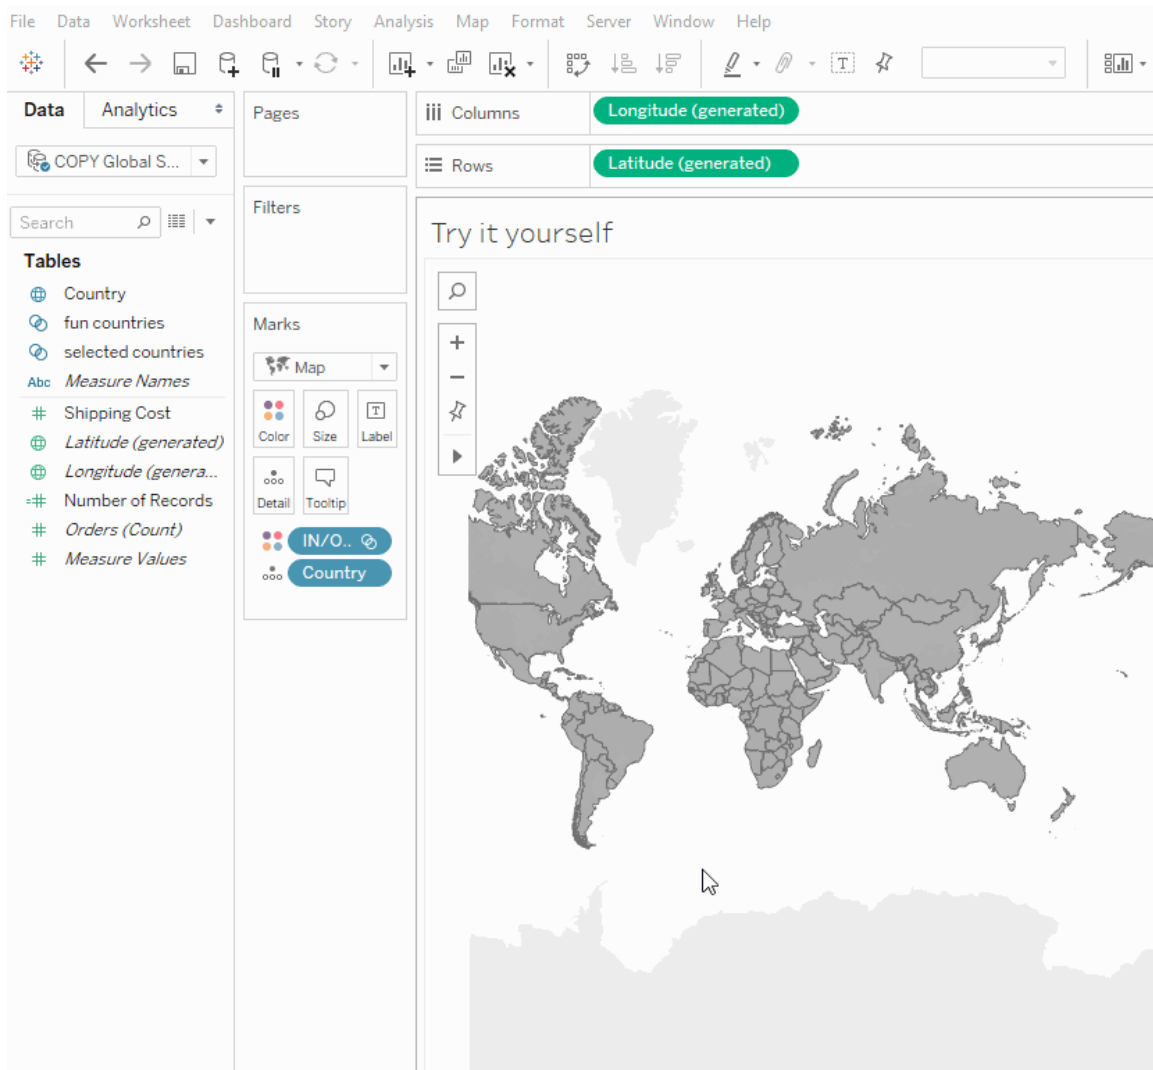 File Data Worksheet Dashboard Story Analysis Map Format Server Window Help
Data Analytics
COPY Global S...
Search
Tables
Country
fun countries
selected countries
Abc Measure Names
Shipping Cost
Latitude (generated)
Longitude (genera...
Number of Records
Orders (Count)
Measure Values
Pages
Filters
Marks
Map
Color Size Label
Detail Tooltip
IN/O..
Country
Columns Longitude (generated)
Rows Latitude (generated)
Try it yourself